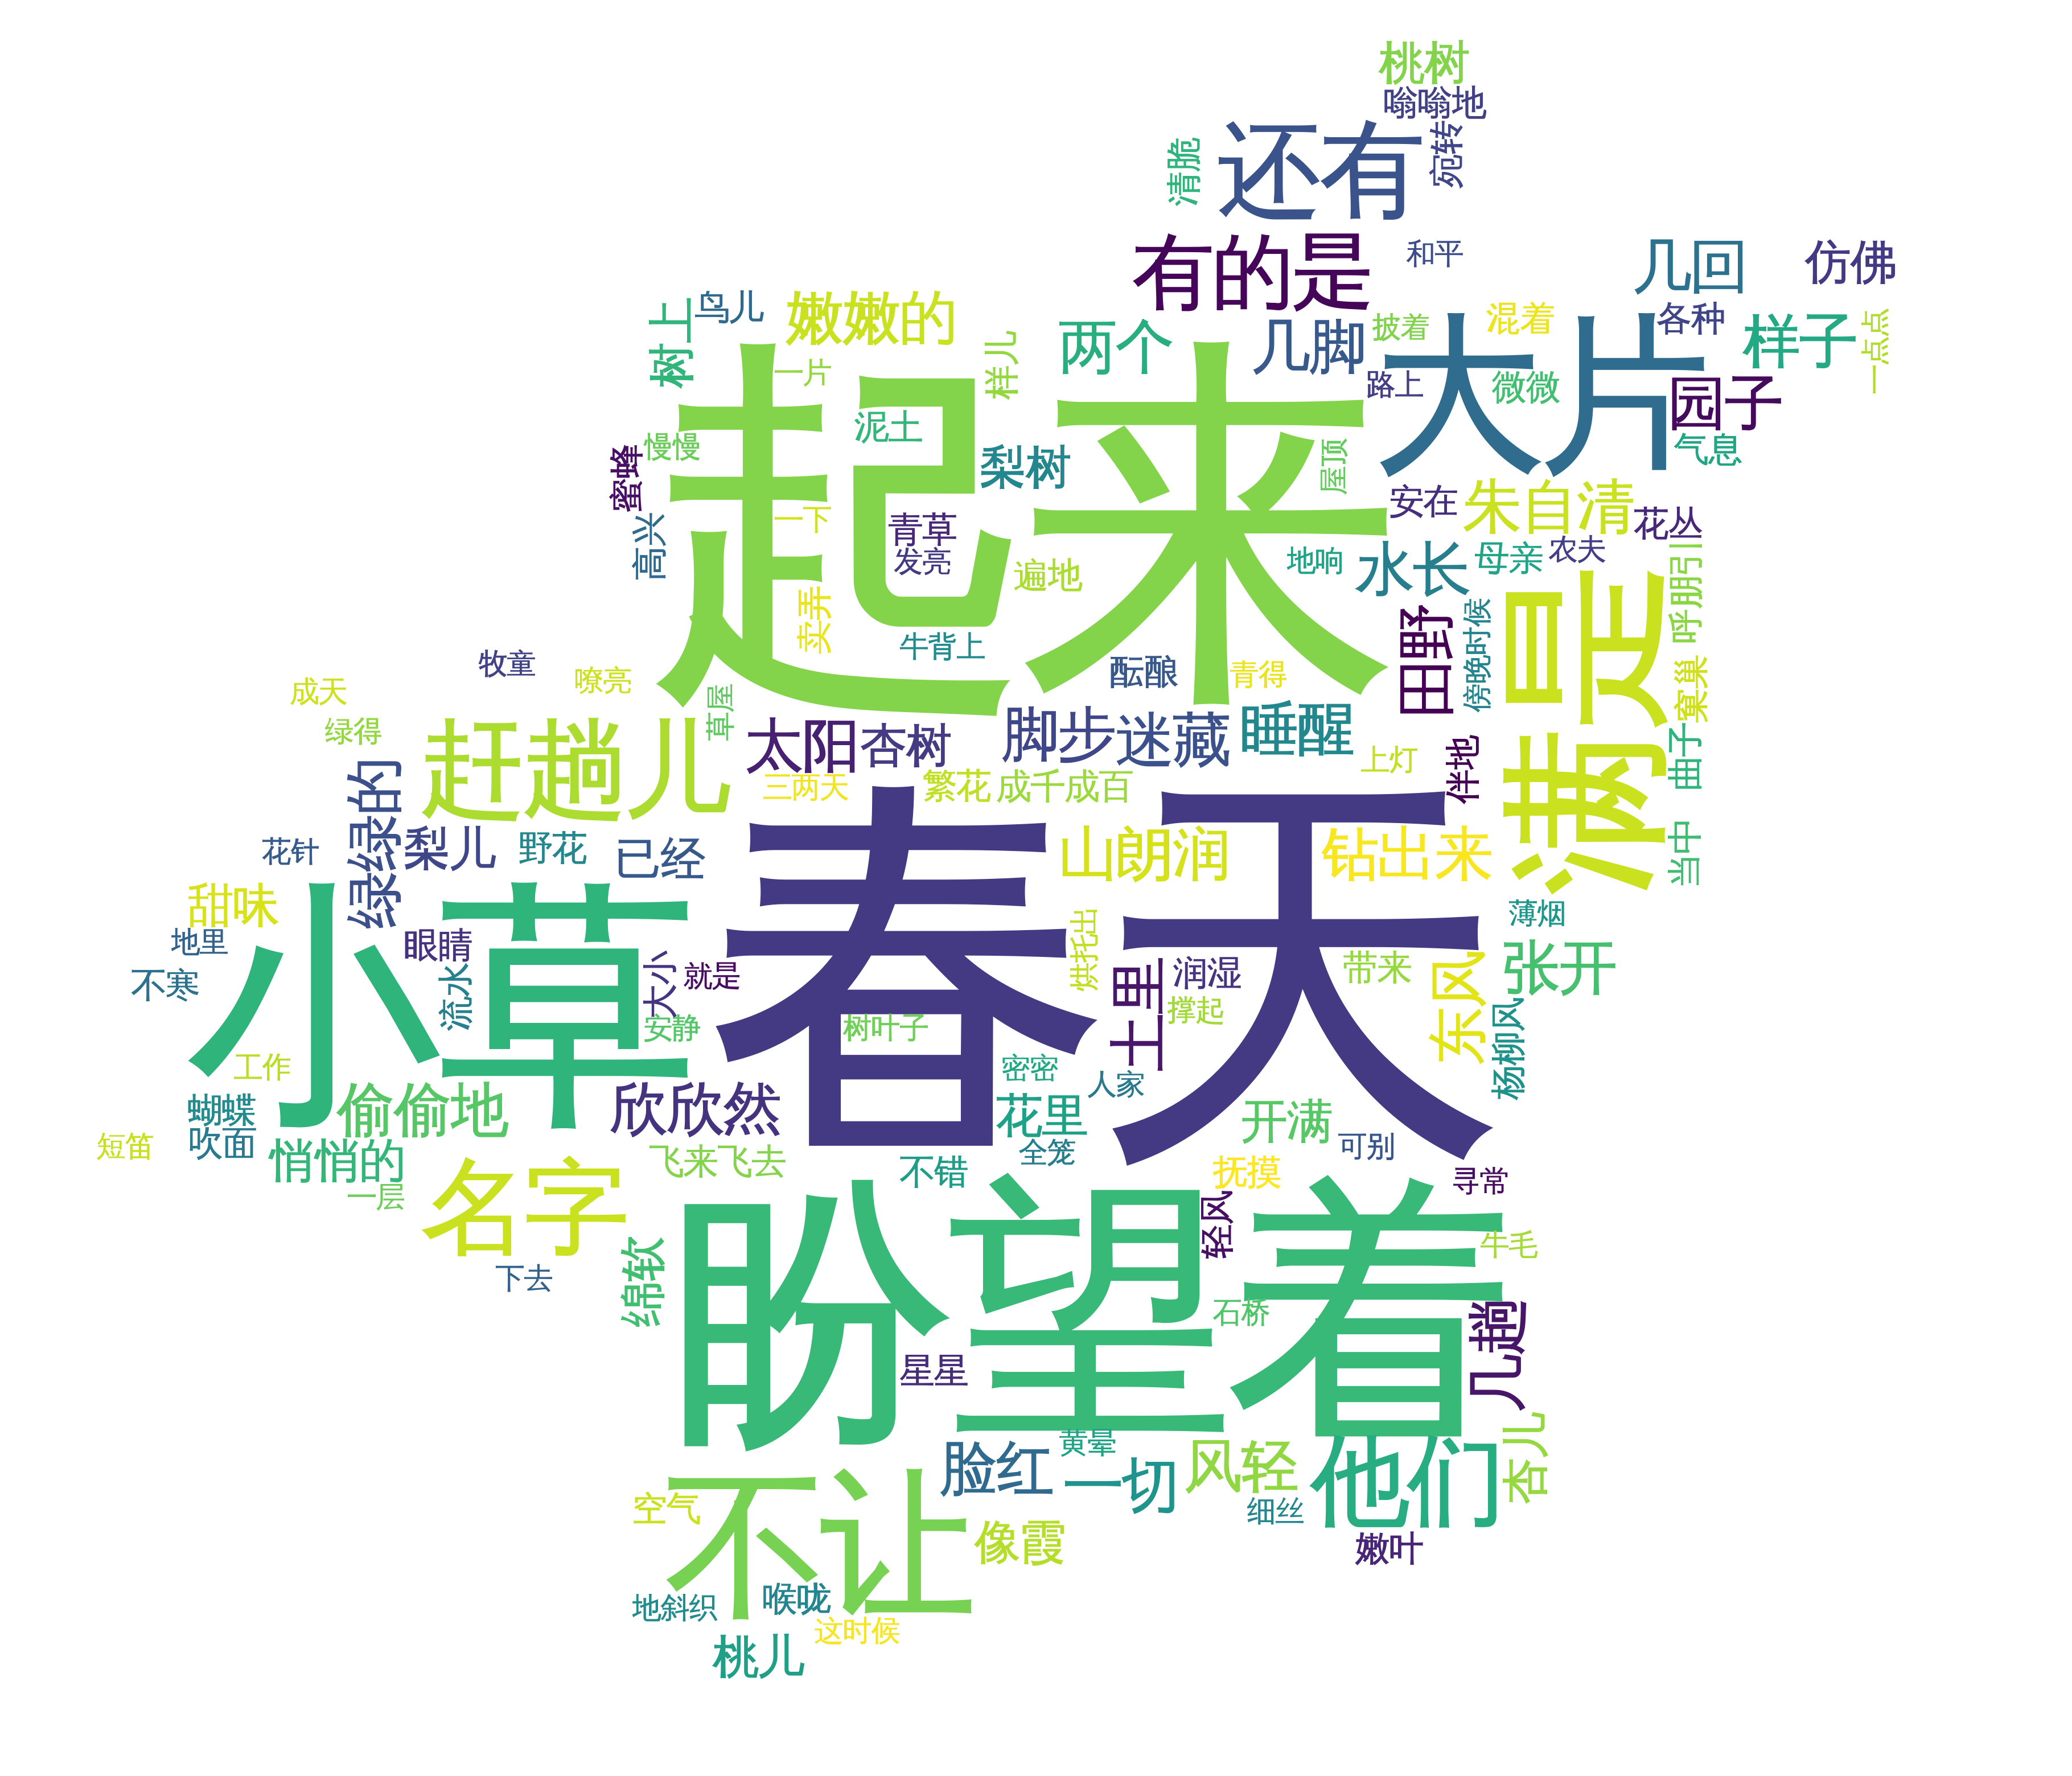 桃树
嗡嗡地
还有
宛转
清脆
有的是
和平
几回
仿佛
鸟儿
嫩嫩的
树上
两个
几脚
披着
混着
各种
样子
一点点
样儿
一片
大片
路上
微微
园子
气息
泥土
慢慢
蜜蜂
起来
梨树
屋顶
安在
朱自清
花丛
一下
青草
发亮
高兴
遍地
地响
水长
母亲
农夫
呼朋引
卖弄
牛背上
酝酿
青得
田野
傍晚时候
满是
窠巢
牧童
嘹亮
成天
绿得
草屋
赶趟儿
太阳
杏树
脚步
迷藏
睡醒
上灯
伴地
曲子
三两天
繁花
成千成百
绿绿的
花针
梨儿
野花
已经
春天
山朗润
钻出来
当中
甜味
地里
不寒
小草
眼睛
流水
大小
就是
烘托出
土里
润湿
撑起
带来
东风
薄烟
张开
杨柳风
安静
树叶子
工作
密密
人家
蝴蝶
吹面
短笛
偷偷地
悄悄的
一层
欣欣然
花里
全笼
开满
可别
名字
飞来飞去
不错
抚摸
寻常
轻风
牛毛
下去
绵软
盼望着
石桥
几趟
星星
黄晕
脸红
一切
风轻
他们
杏儿
细丝
嫩叶
空气
不让
像霞
地斜织
喉咙
这时候
桃儿